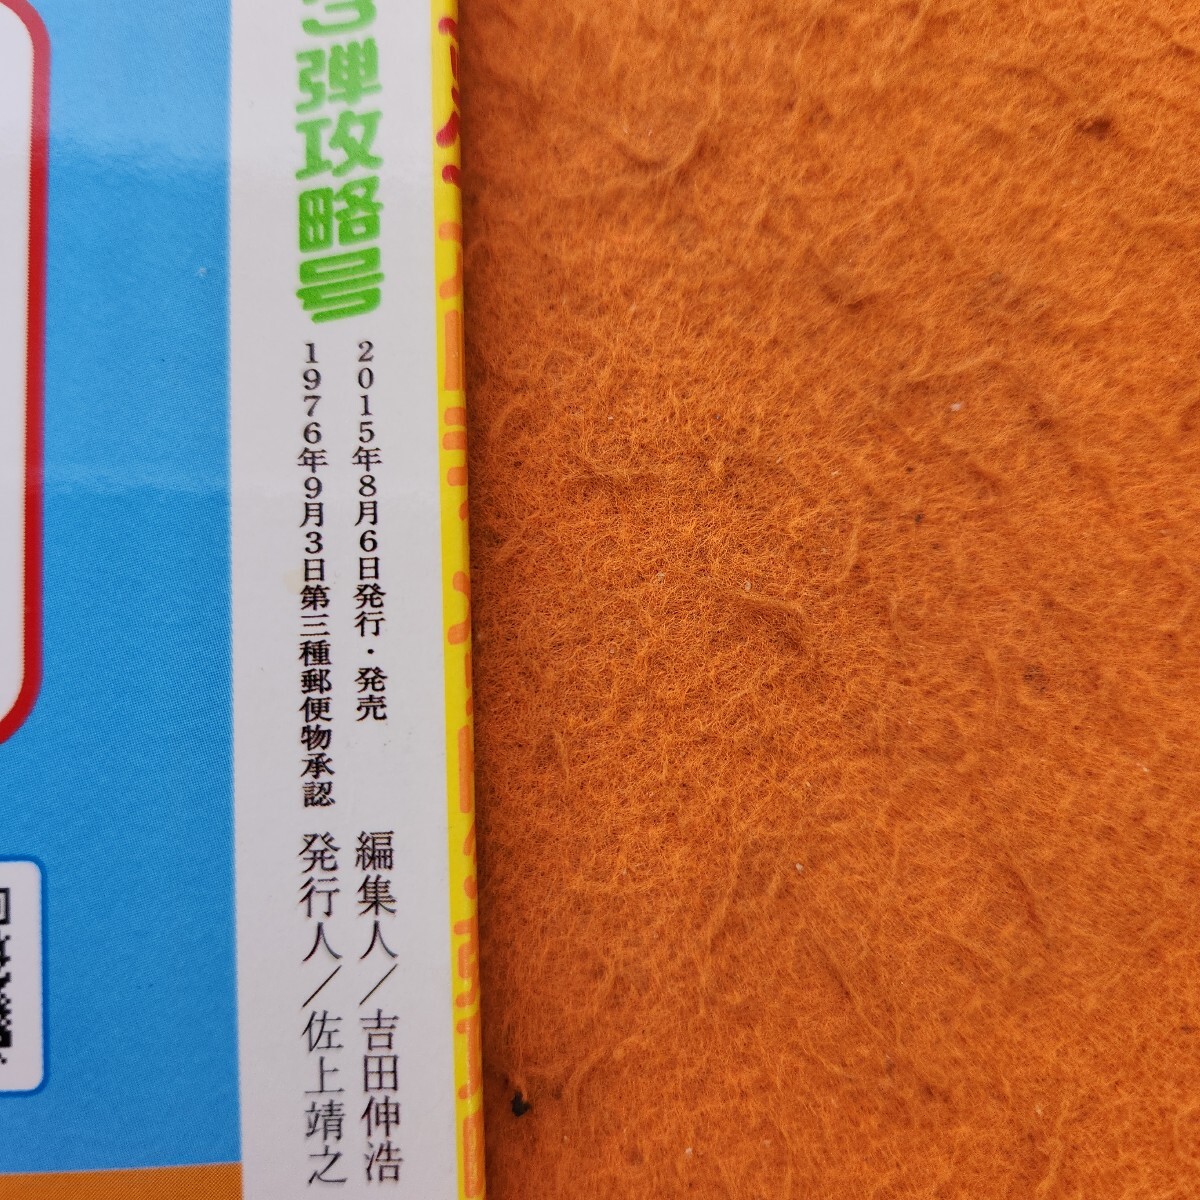 3弾攻略号
2015年8月6日発行・発売
1976年9月3日第三種郵便物承認
編集人/吉田伸浩
発行人/佐上靖之